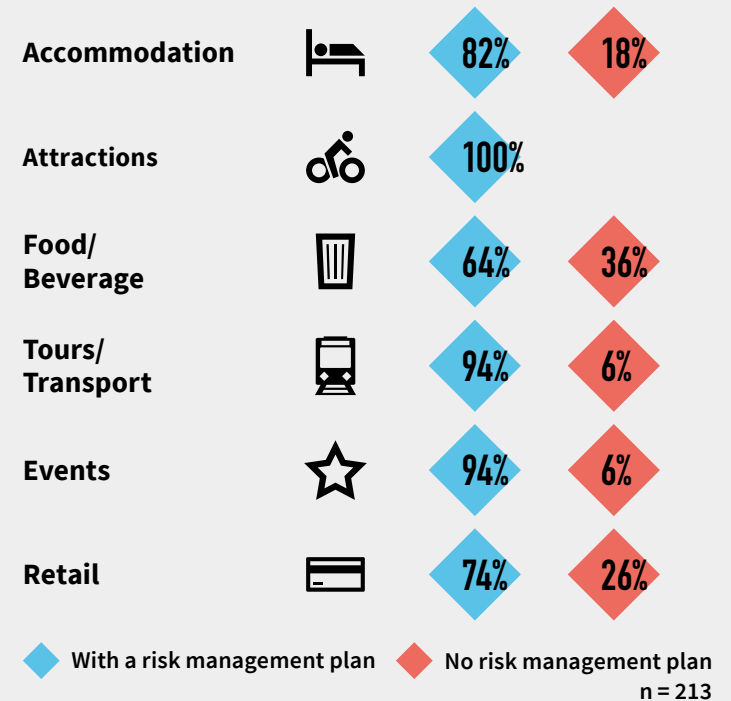 Accommodation 82% 18%
Attractions 100%
Food/
Beverage 64% 36%
Tours/
Transport 94% 6%
Events 94% 6%
Retail 74% 26%
With a risk management plan No risk management plan
n = 213